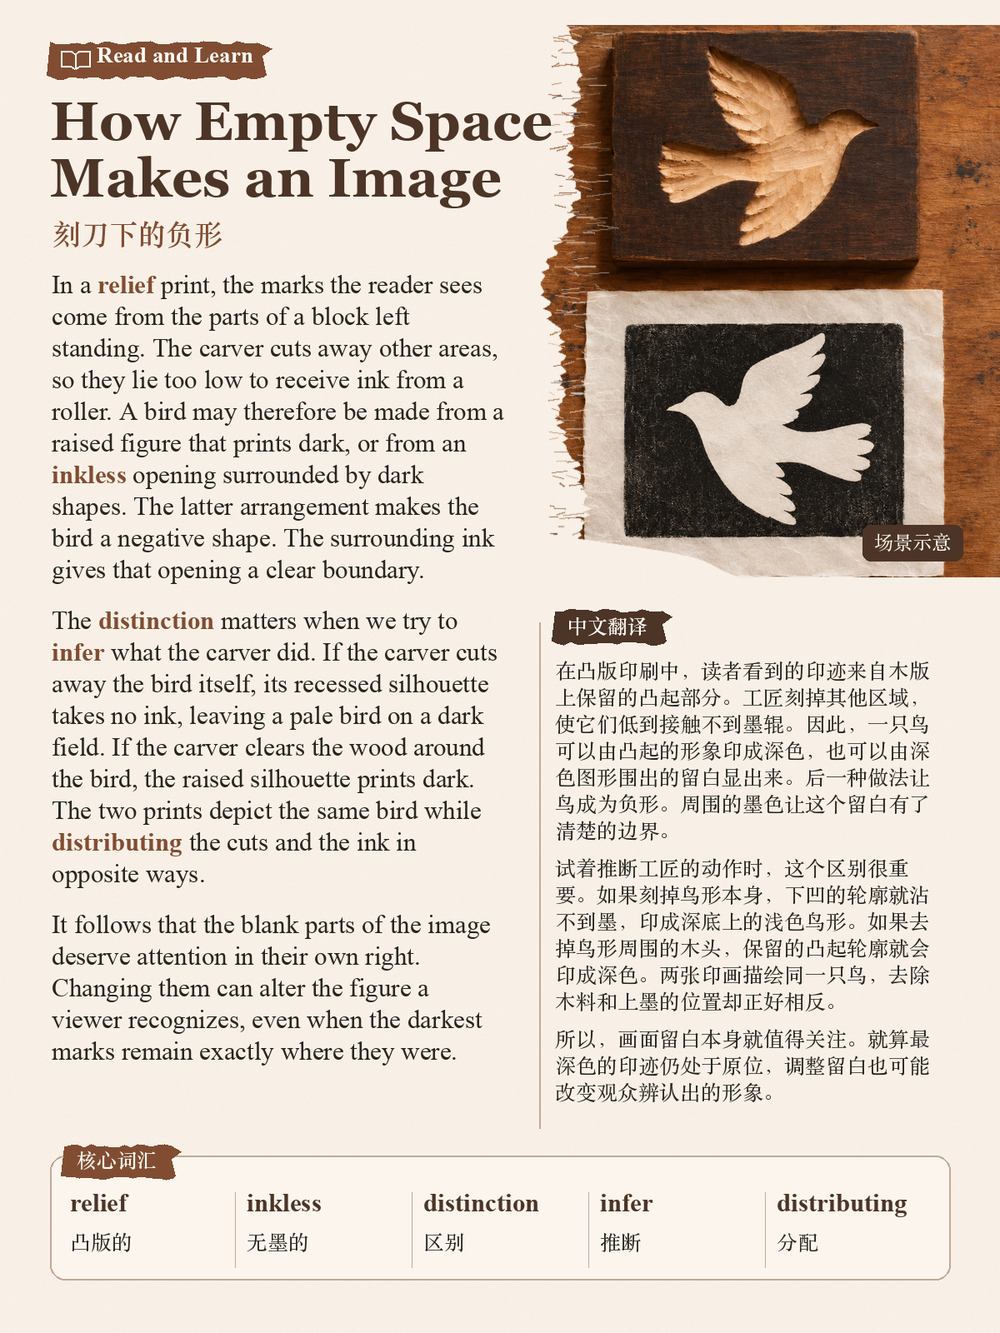 Read and Learn
How Empty Space
Makes an Image
刻刀下的负形
In a relief print, the marks the reader sees
come from the parts of a block left
standing. The carver cuts away other areas,
so they lie too low to receive ink from a
roller. A bird may therefore be made from a
raised figure that prints dark, or from an
inkless opening surrounded by dark
shapes. The latter arrangement makes the
bird a negative shape. The surrounding ink
gives that opening a clear boundary.
The distinction matters when we try to
infer what the carver did. If the carver cuts
away the bird itself, its recessed silhouette
takes no ink, leaving a pale bird on a dark
field. If the carver clears the wood around
the bird, the raised silhouette prints dark.
The two prints depict the same bird while
distributing the cuts and the ink in
opposite ways.
It follows that the blank parts of the image
deserve attention in their own right.
Changing them can alter the figure a
viewer recognizes, even when the darkest
marks remain exactly where they were.
场景示意
中文翻译
在凸版印刷中，读者看到的印迹来自木版
上保留的凸起部分。工匠刻掉其他区域，
使它们低到接触不到墨辊。因此，一只鸟
可以由凸起的形象印成深色，也可以由深
色图形围出的留白显出来。后一种做法让
鸟成为负形。周围的墨色让这个留白有了
清楚的边界。
试着推断工匠的动作时，这个区别很重
要。如果刻掉鸟形本身，下凹的轮廓就沾
不到墨，印成深底上的浅色鸟形。如果去
掉鸟形周围的木头，保留的凸起轮廓就会
印成深色。两张印画描绘同一只鸟，去除
木料和上墨的位置却正好相反。
所以，画面留白本身就值得关注。就算最
深色的印迹仍处于原位，调整留白也可能
改变观众辨认出的形象。
核心词汇
relief
凸版的
inkless
无墨的
distinction
区别
infer
推断
distributing
分配